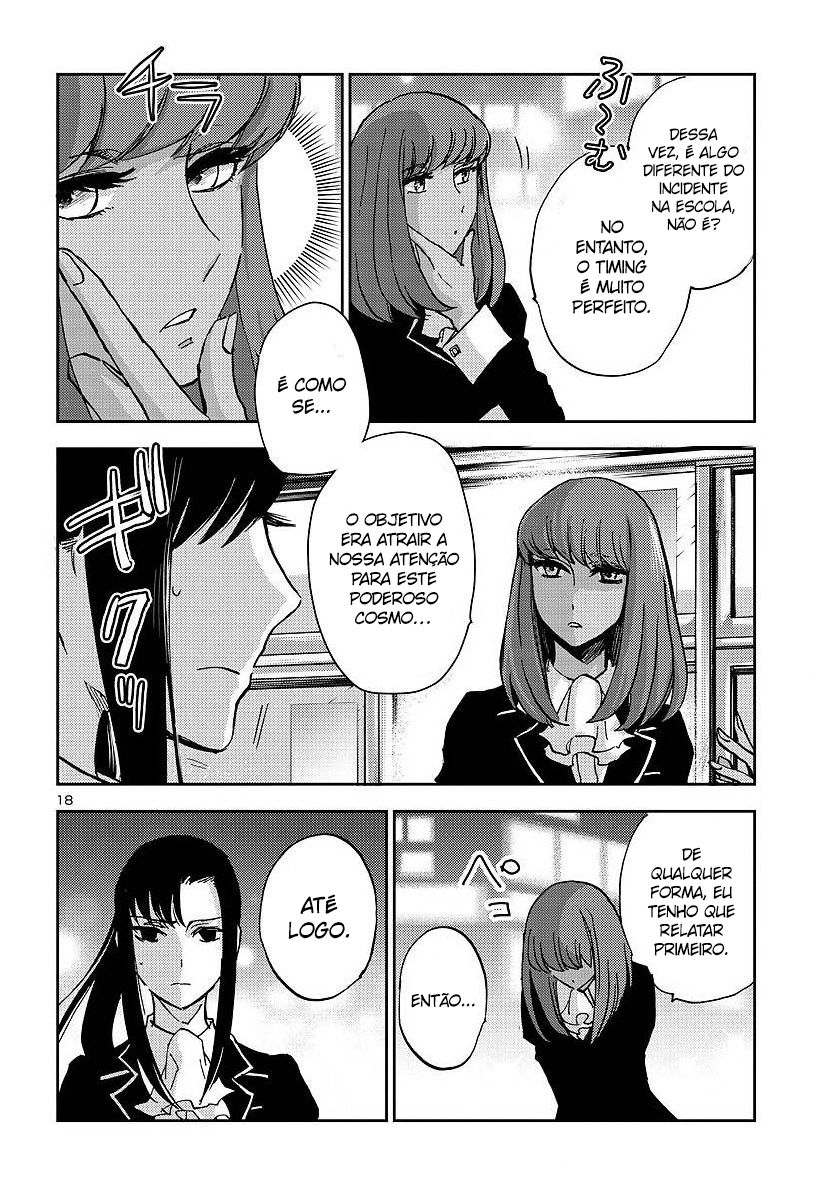 ふ〜む
DESSA
VEZ, É ALGO
DIFERENTE DO
INCIDENTE
NA ESCOLA,
NÃO É?
NO
ENTANTO,
O TIMING
É MUITO
PERFEITO.
チラ
É COMO
SE...
O OBJETIVO
ERA ATRAIR A
NOSSA ATENÇÃO
PARA ESTE
PODEROSO
COSMO...
ギクッ
18
DE
QUALQUER
FORMA, EU
TENHO QUE
RELATAR
PRIMEIRO.
ペコ
ENTÃO...
ATÉ
LOGO.